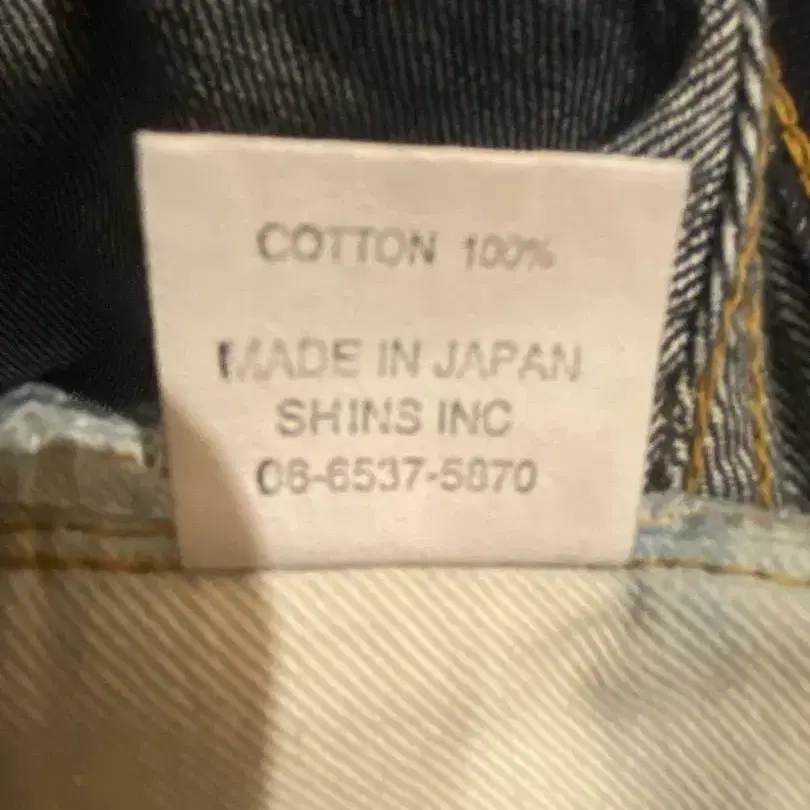 COTTON 100%
MADE IN JAPAN
SHINS INC
06-6537-5870